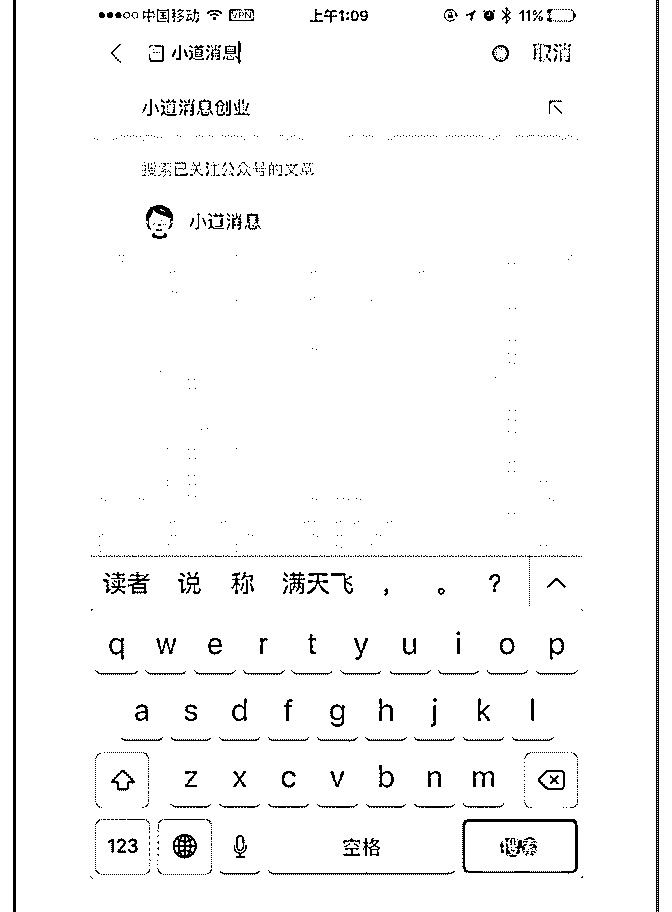 中国移动 VPN 上午1:09 11%
小道消息 取消
小道消息创业
搜索已关注公众号的文章
小道消息
读者 说 称 满天飞 ， 。 ？
q w e r t y u i o p
a s d f g h j k l
z x c v b n m
123 空格 搜索